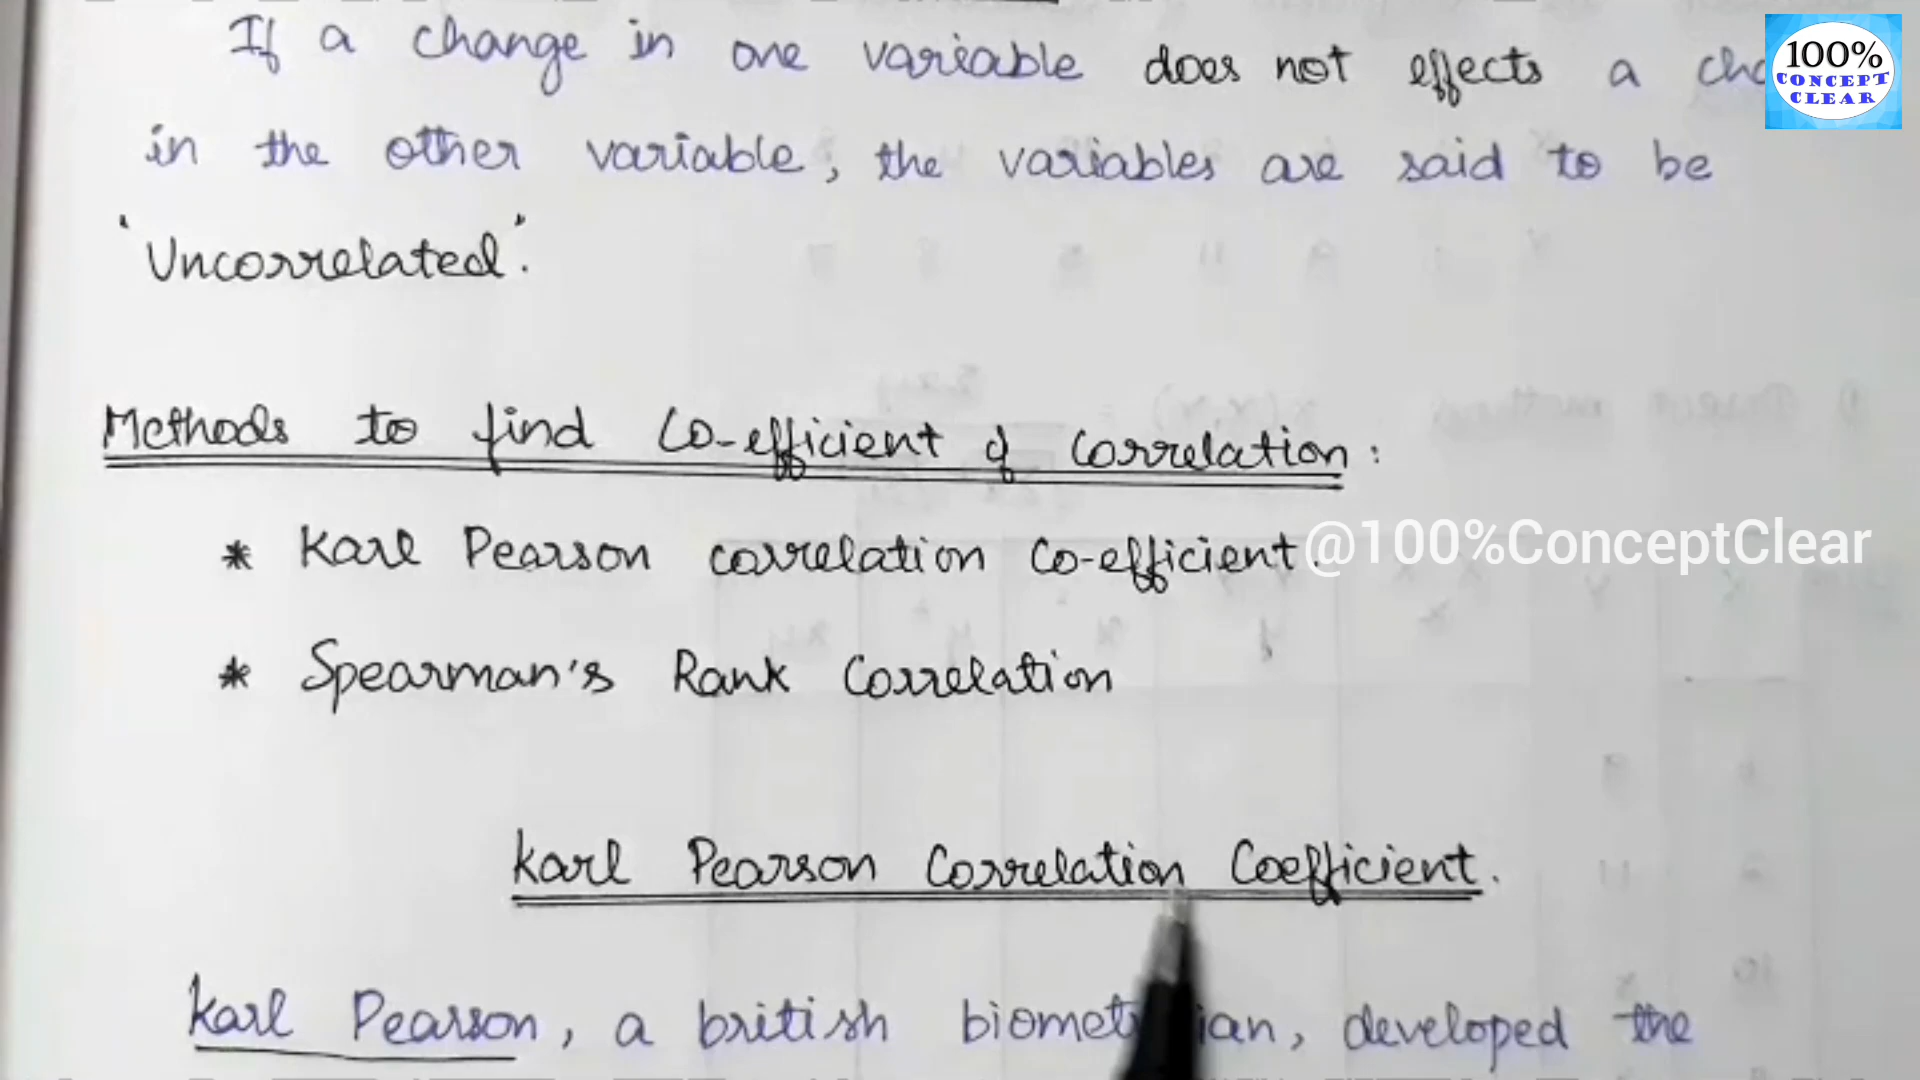 If a change in one variable does not effects a
in the other variable, the variables are said to be
'Uncorrelated'.
Methods to find Co-efficient of Correlation:
* Karl Pearson correlation Co-efficient.
* Spearman's Rank Correlation
Karl Pearson Correlation Coefficient.
Karl Pearson, a british developed the
100%
CONCEPT
CLEAR
@100%ConceptClear